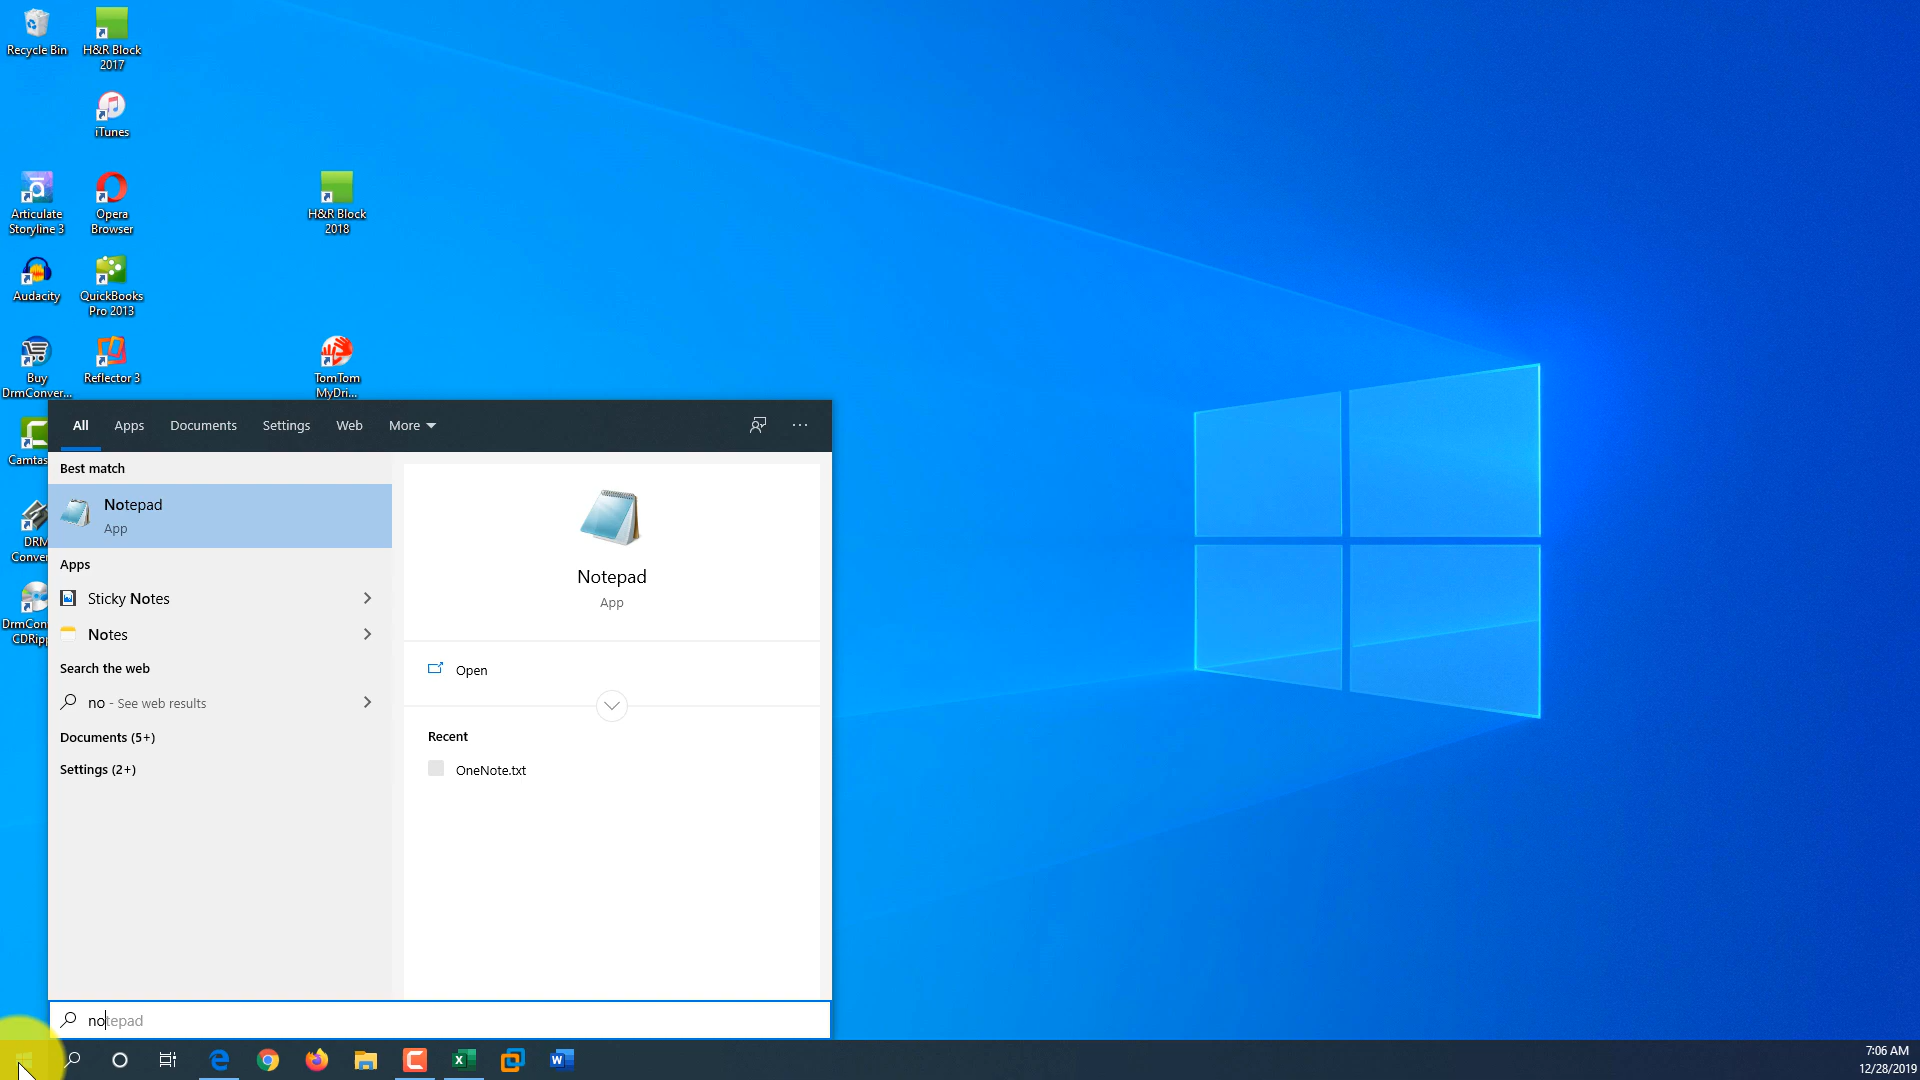 Recycle Bin
H&R Block
2017
iTunes
Articulate
Storyline 3
Opera
Browser
H&R Block
2018
Audacity
QuickBooks
Pro 2013
Buy
DrmConver...
Reflector 3
TomTom
MyDri...
Camtas
DRM
Conver
DrmCon
CDRipp
All Apps Documents Settings Web More
Best match
Notepad
App
Apps
Sticky Notes
Notes
Search the web
no - See web results
Documents (5+)
Settings (2+)
Notepad
App
Open
Recent
OneNote.txt
notepad
7:06 AM
12/28/2019